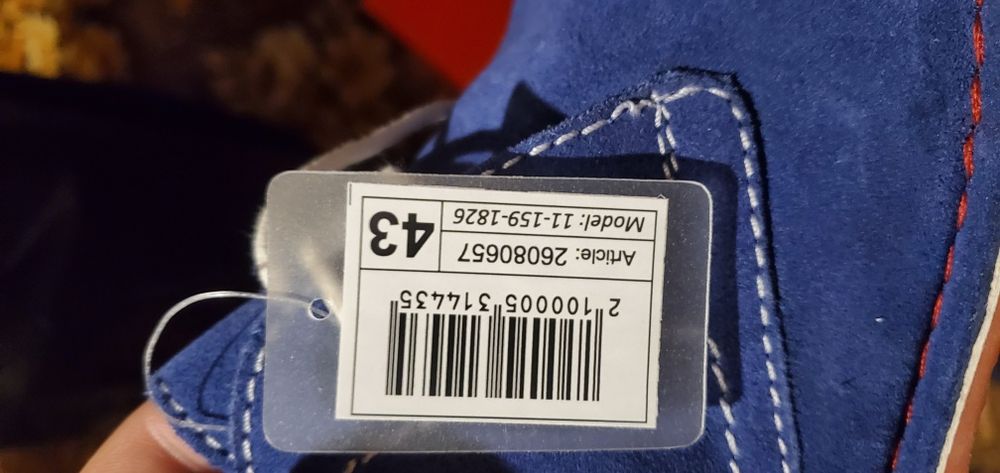 2 100005 314435
Article: 26080657
Model: 11-159-1826
43